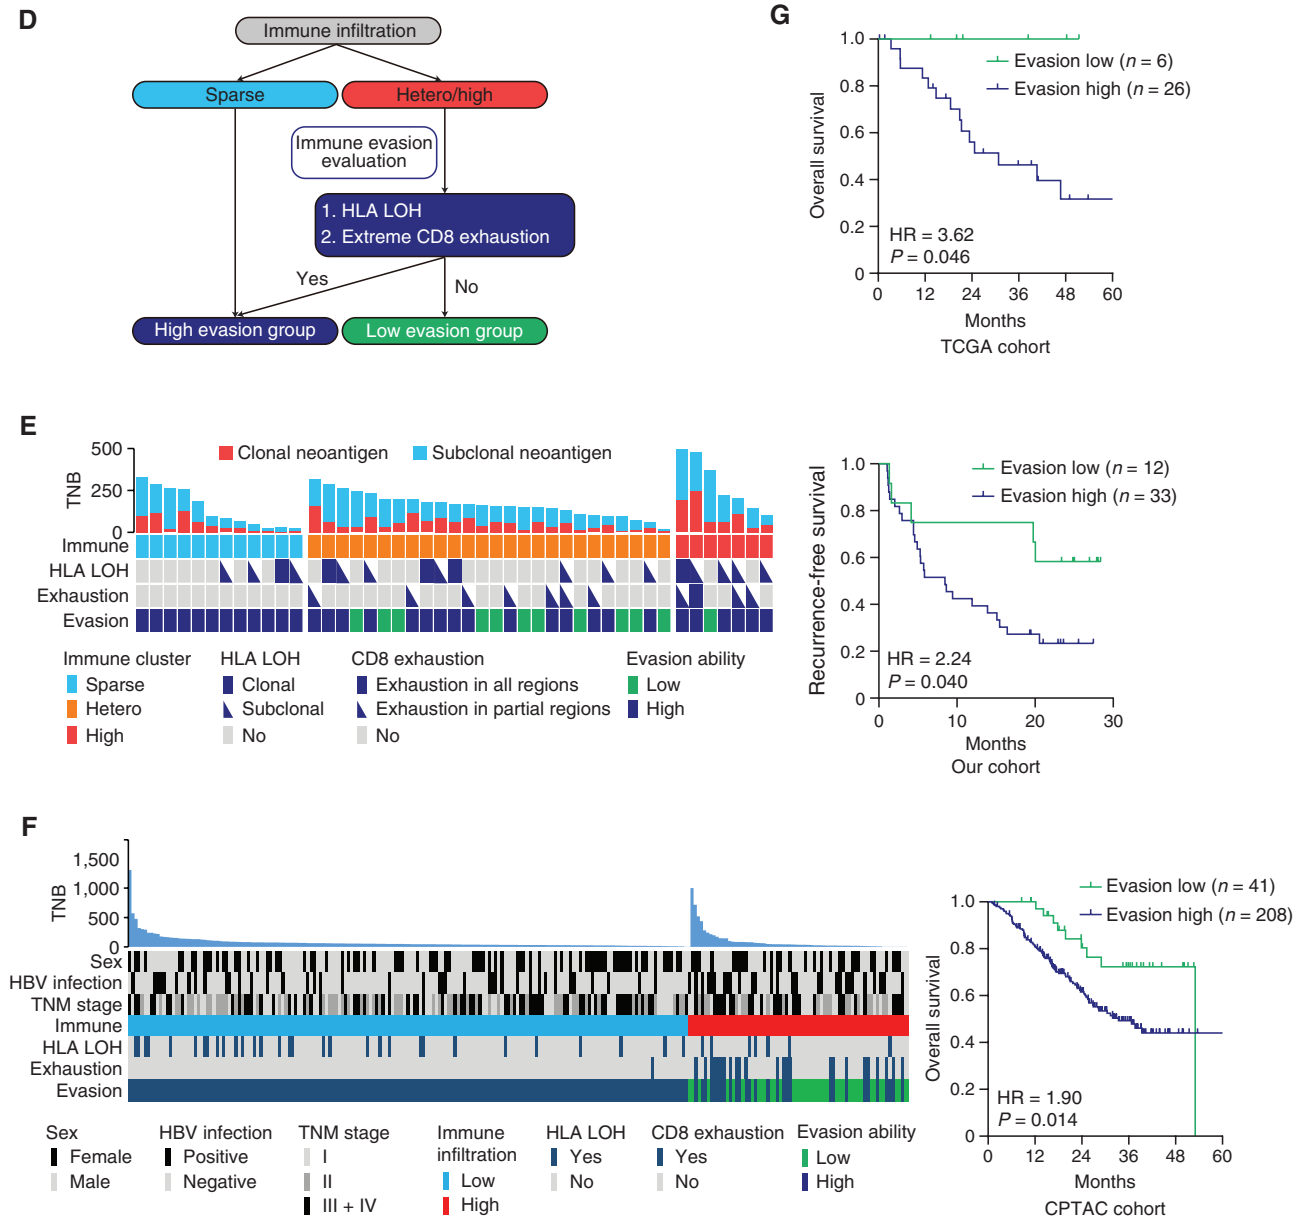 D
Immune infiltration
Sparse
Hetero/high
Immune evasion
evaluation
1. HLA LOH
2. Extreme CD8 exhaustion
Yes
No
High evasion group
Low evasion group
G
1.0
0.8
0.6
0.4
0.2
0
Overall survival
Evasion low (n = 6)
Evasion high (n = 26)
HR = 3.62
P = 0.046
0 12 24 36 48 60
Months
TCGA cohort
E
500
250
0
TNB
Clonal neoantigen
Subclonal neoantigen
Immune
HLA LOH
Exhaustion
Evasion
Immune cluster
Sparse
Hetero
High
HLA LOH
Clonal
Subclonal
No
CD8 exhaustion
Exhaustion in all regions
Exhaustion in partial regions
No
Evasion ability
Low
High
1.0
0.8
0.6
0.4
0.2
0
Recurrence-free survival
Evasion low (n = 12)
Evasion high (n = 33)
HR = 2.24
P = 0.040
0 10 20 30
Months
Our cohort
F
1,500
1,000
500
0
TNB
Sex
HBV infection
TNM stage
Immune
HLA LOH
Exhaustion
Evasion
Sex
Female
Male
HBV infection
Positive
Negative
TNM stage
I
II
III + IV
Immune
infiltration
Low
High
HLA LOH
Yes
No
CD8 exhaustion
Yes
No
Evasion ability
Low
High
1.0
0.8
0.6
0.4
0.2
0
Overall survival
Evasion low (n = 41)
Evasion high (n = 208)
HR = 1.90
P = 0.014
0 12 24 36 48 60
Months
CPTAC cohort